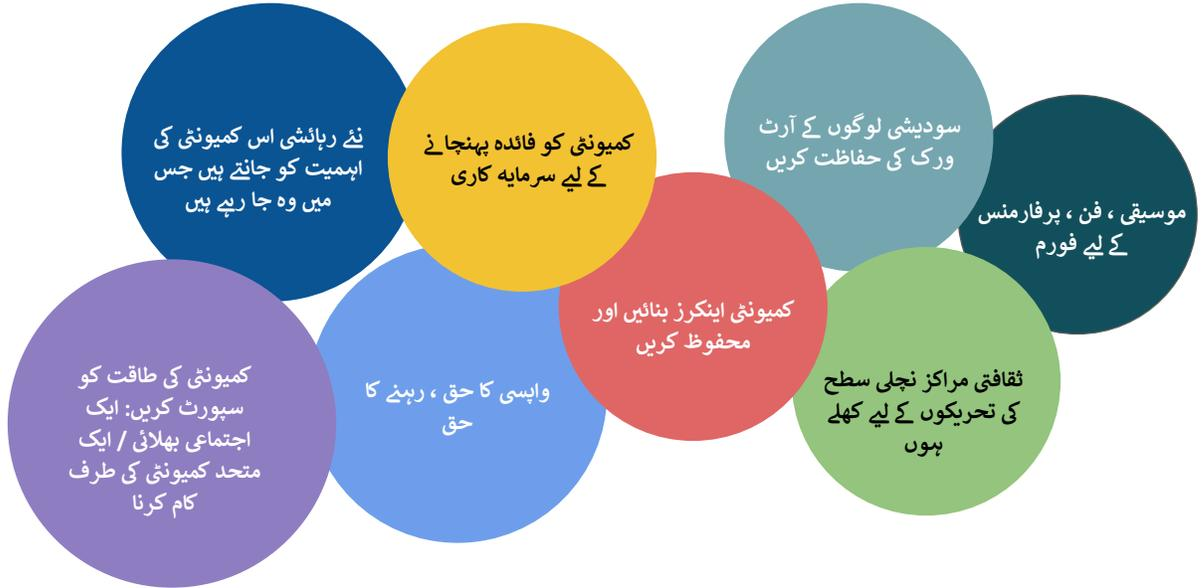 نئے رہائشی اس کمیونٹی کی
اہمیت کو جانتے ہیں جس
میں وہ جا رہے ہیں
کمیونٹی کو فائدہ پہنچانے
کے لیے سرمایہ کاری
سودیشی لوگوں کے آرٹ
ورک کی حفاظت کریں
موسیقی ، فن ، پرفارمنس
کے لیے فورم
کمیونٹی کی طاقت کو
سپورٹ کریں: ایک
اجتماعی بھلائی / ایک
متحد کمیونٹی کی طرف
کام کرنا
واپسی کا حق ، رہنے کا
حق
کمیونٹی اینکرز بنائیں اور
محفوظ کریں
ثقافتی مراکز نچلی سطح
کی تحریکوں کے لیے کھلے
ہوں